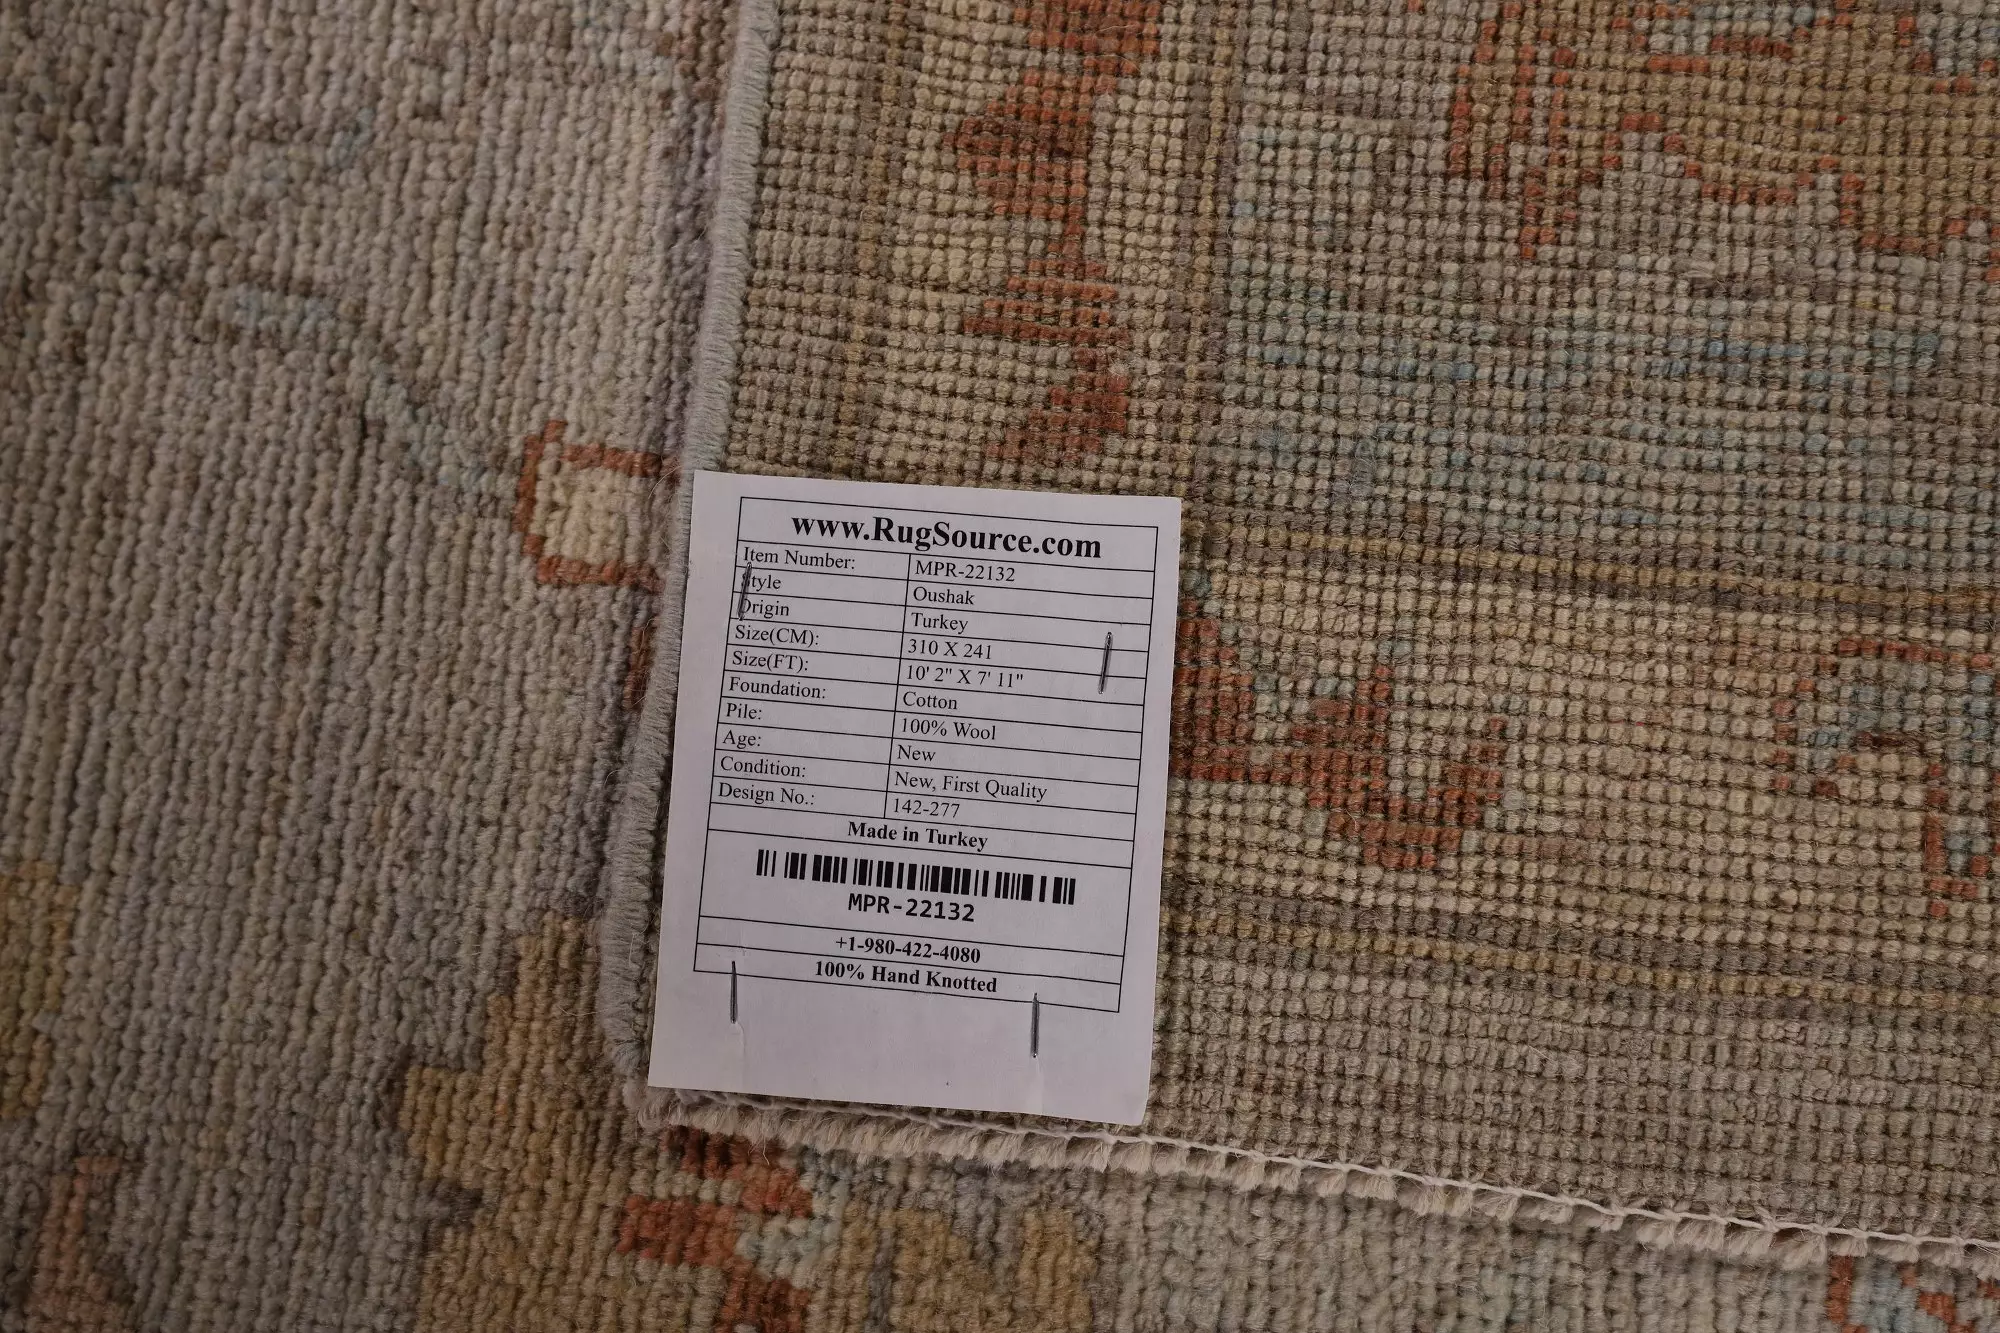 www.RugSource.com
Item Number: MPR-22132
Style Oushak
Origin Turkey
Size(CM): 310 X 241
Size(FT): 10' 2" X 7' 11"
Foundation: Cotton
Pile: 100% Wool
Age: New
Condition: New, First Quality
Design No.: 142-277
Made in Turkey
MPR-22132
+1-980-422-4080
100% Hand Knotted